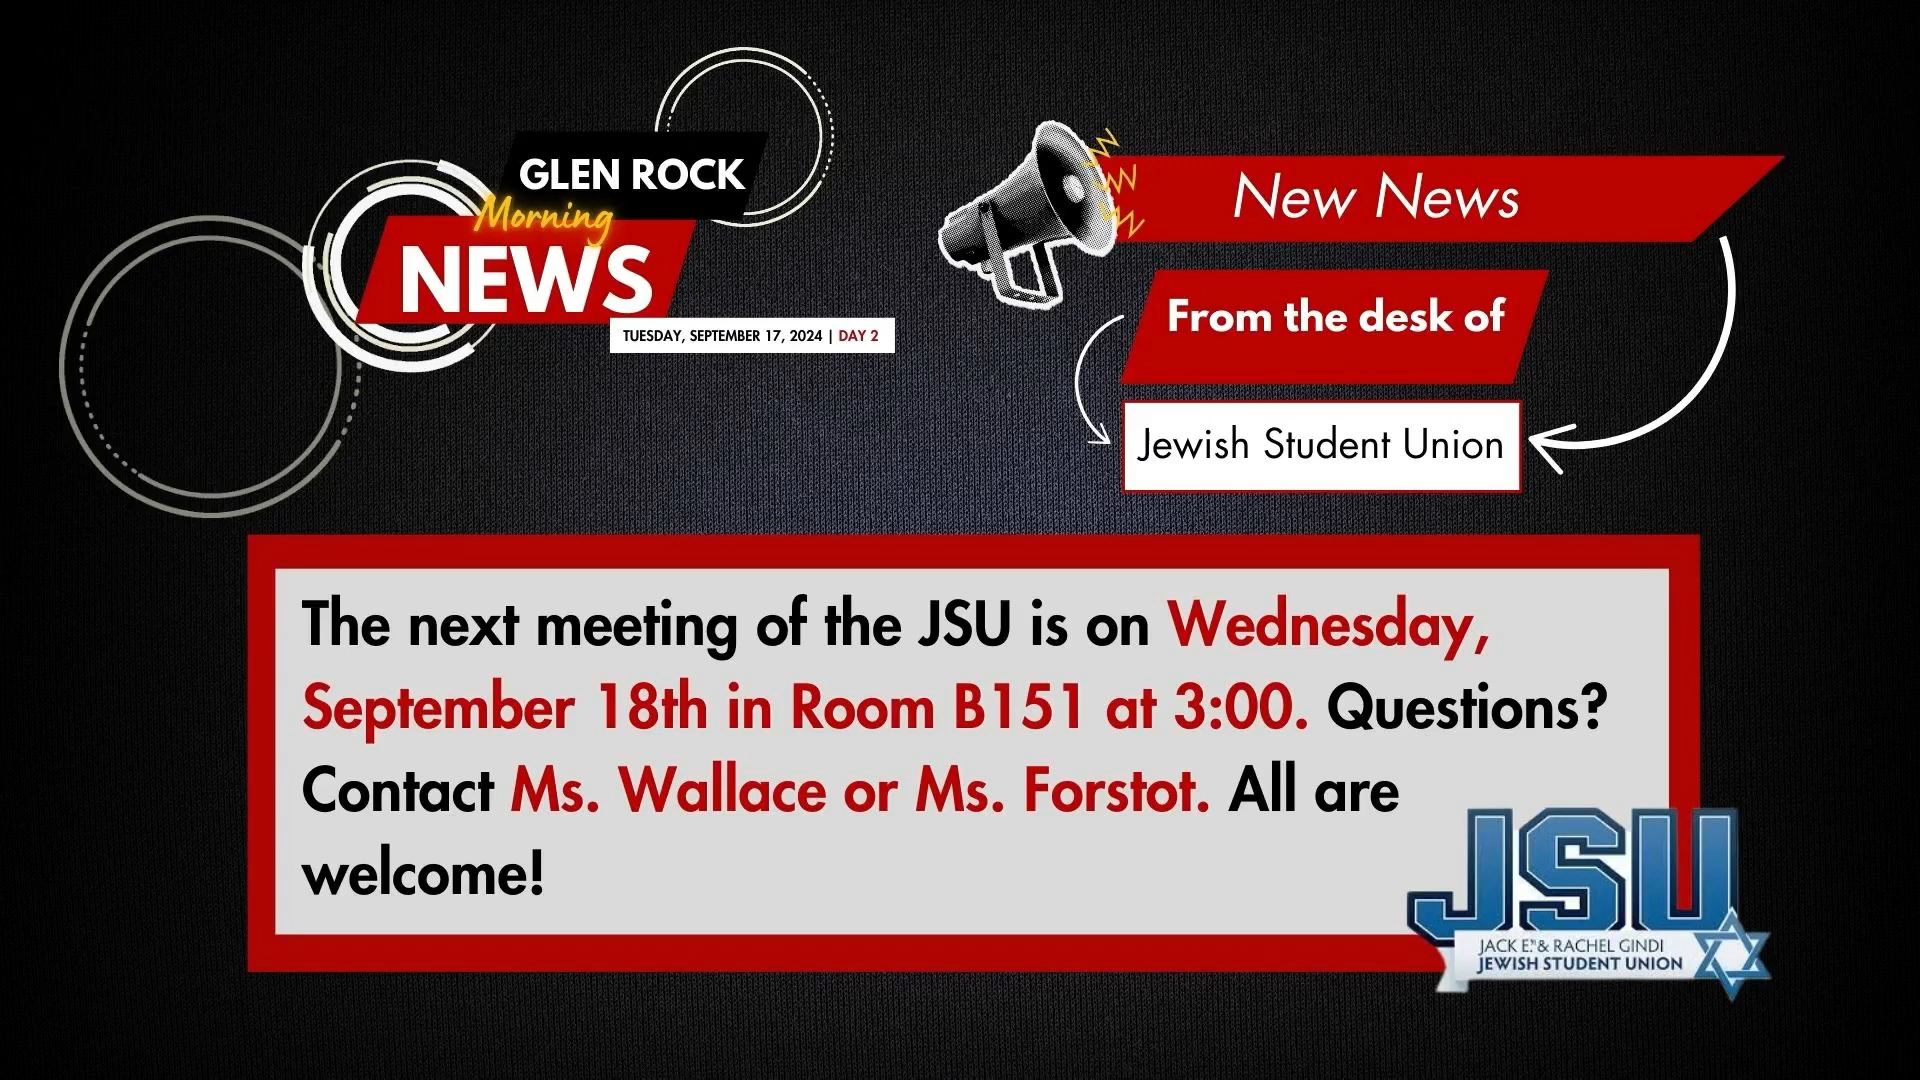 GLEN ROCK
Morning
NEWS
TUESDAY, SEPTEMBER 17, 2024 | DAY 2
New News
From the desk of
Jewish Student Union
The next meeting of the JSU is on Wednesday,
September 18th in Room B151 at 3:00. Questions?
Contact Ms. Wallace or Ms. Forstot. All are
welcome!
JSU
JACK E. & RACHEL GINDI
JEWISH STUDENT UNION